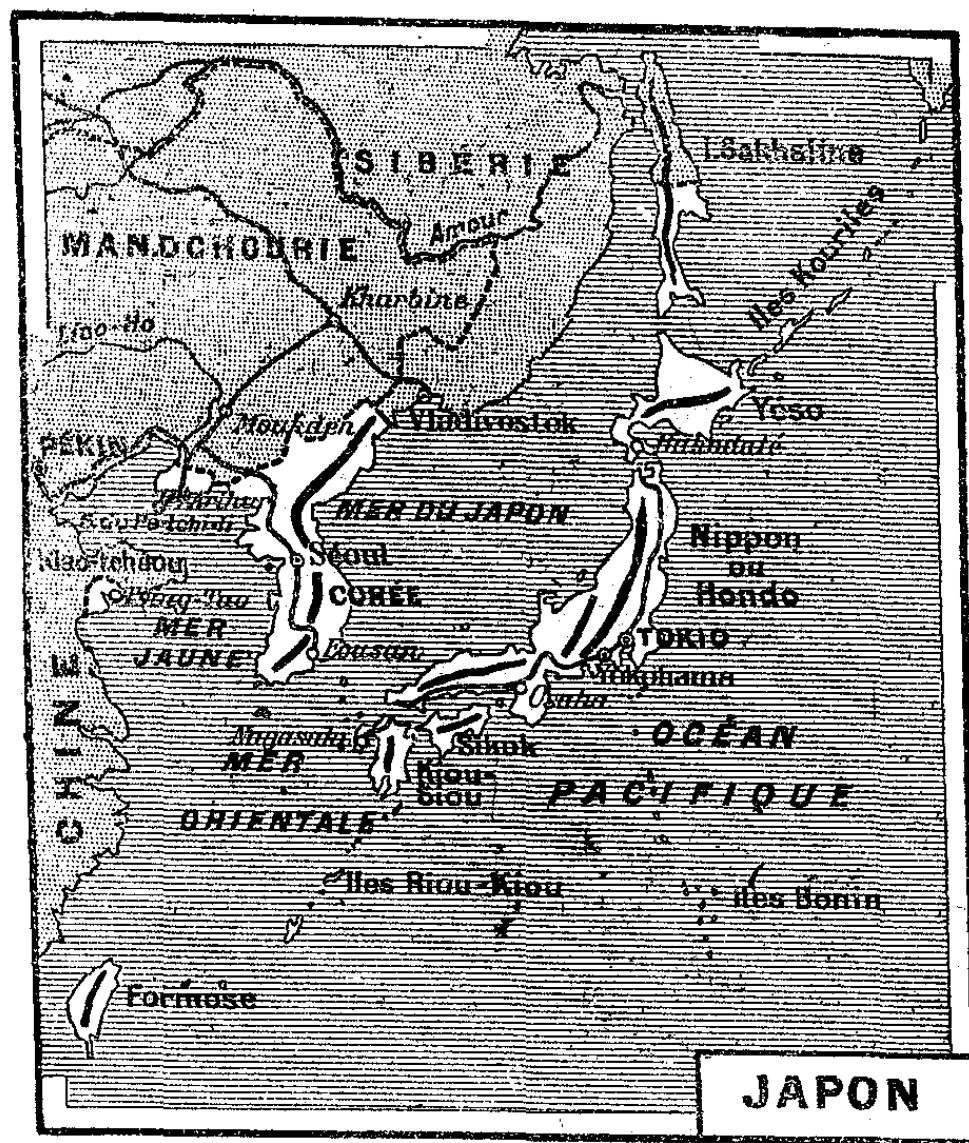 I. Sakhaline
SIBÉRIE
Iles Kouriles
Amour
MANDCHOURIE
Kharbine
Liao-Ho
Yéso
Moukden
Vladivostok
PÉKIN
Hakodaté
MER DU JAPON
Nippon
ou
Hondo
Séoul
CORÉE
MER
JAUNE
Fousan
TOKIO
Yokohama
Osaka
CHINE
Nagasaki
Sikok
OCÉAN
MER
Kiou-
Siou
PACIFIQUE
ORIENTALE
Iles Riou-Kiou
Iles Bonin
Formose
JAPON